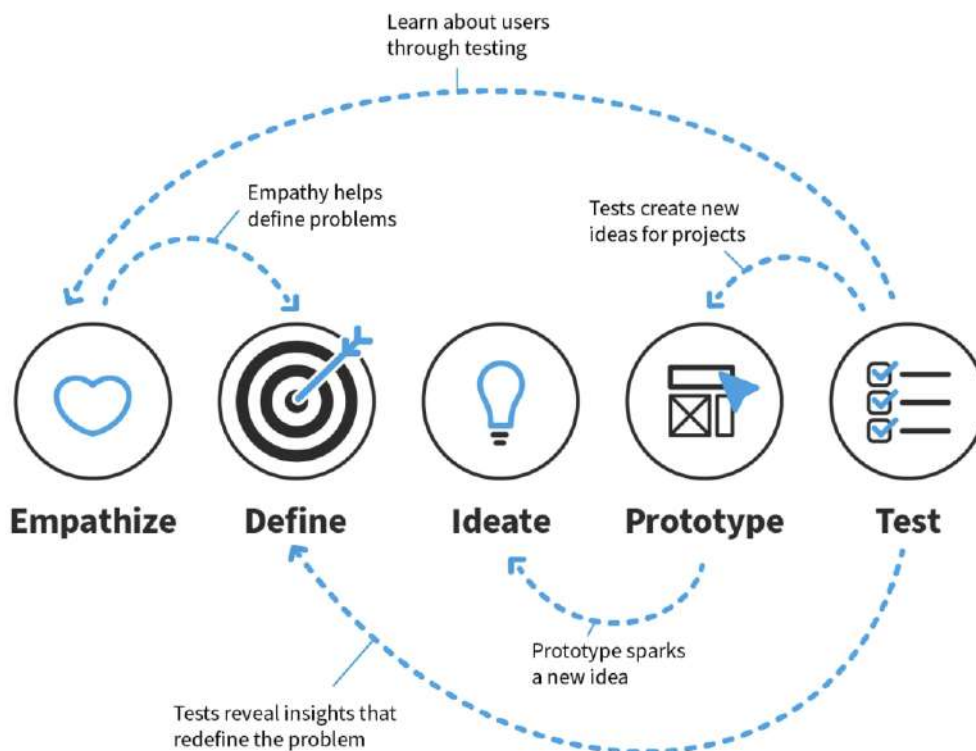 Learn about users
through testing
Empathy helps
define problems
Tests create new
ideas for projects
Empathize
Define
Ideate
Prototype
Test
Prototype sparks
a new idea
Tests reveal insights that
redefine the problem